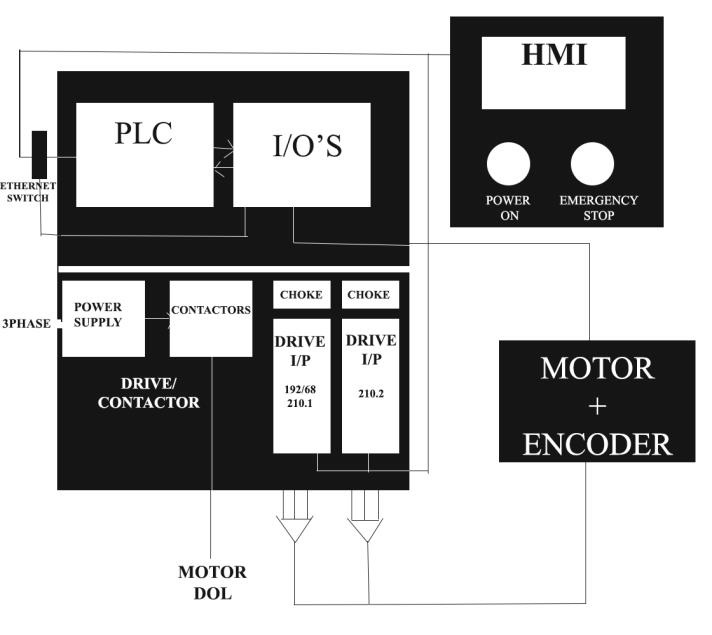 HMI
POWER
ON
EMERGENCY
STOP
PLC
I/O'S
ETHERNET
SWITCH
3PHASE
POWER
SUPPLY
CONTACTORS
CHOKE
CHOKE
DRIVE
I/P
192/68
210.1
DRIVE
I/P
210.2
DRIVE/
CONTACTOR
MOTOR
+
ENCODER
MOTOR
DOL